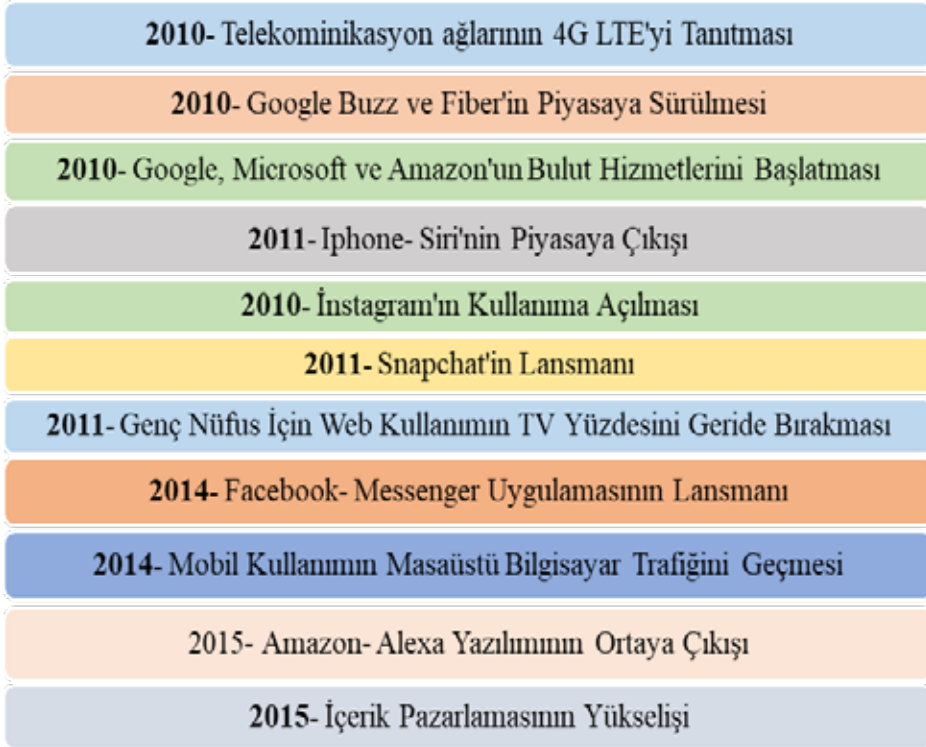 2010- Telekominikasyon ağlarının 4G LTE'yi Tanıtması
2010- Google Buzz ve Fiber'in Piyasaya Sürülmesi
2010- Google, Microsoft ve Amazon'un Bulut Hizmetlerini Başlatması
2011- Iphone- Siri'nin Piyasaya Çıkışı
2010- İnstagram'ın Kullanıma Açılması
2011- Snapchat'in Lansmanı
2011- Genç Nüfus İçin Web Kullanımın TV Yüzdesini Geride Bırakması
2014- Facebook- Messenger Uygulamasının Lansmanı
2014- Mobil Kullanımın Masaüstü Bilgisayar Trafiğini Geçmesi
2015- Amazon- Alexa Yazılımının Ortaya Çıkışı
2015- İçerik Pazarlamasının Yükselişi